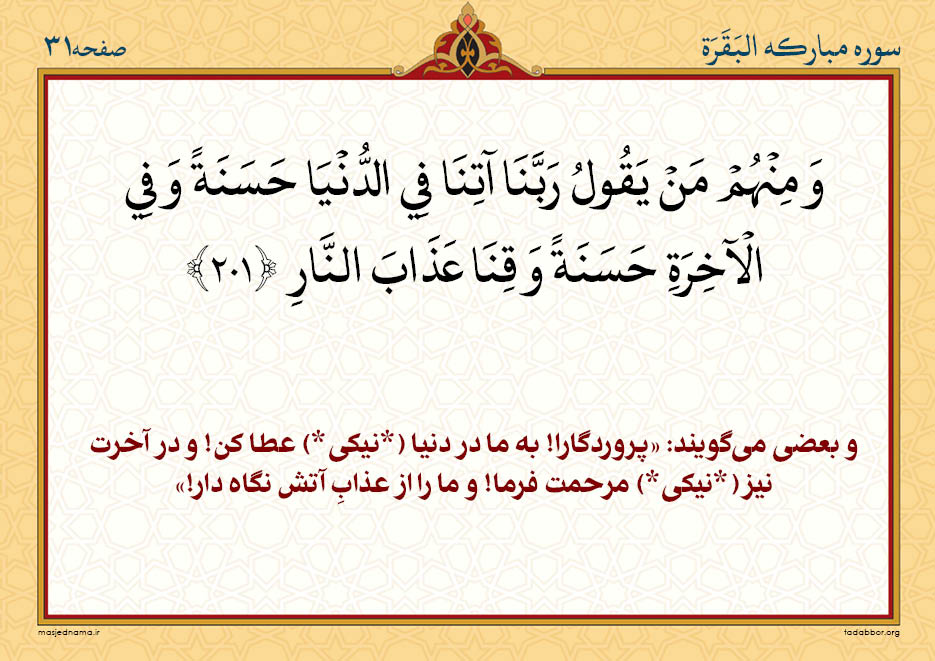 سوره مبارکه البَقَرَة
صفحه۳۱
وَ مِنْهُمْ مَنْ يَقُولُ رَبَّنَا آتِنَا فِي الدُّنْيَا حَسَنَةً وَ فِي
الْآخِرَةِ حَسَنَةً وَ قِنَا عَذَابَ النَّارِ ﴿۲۰۱﴾
و بعضی می‌گویند: «پروردگارا! به ما در دنیا (*نیکی*) عطا کن! و در آخرت
نیز (*نیکی*) مرحمت فرما! و ما را از عذابِ آتش نگاه دار!»
masjednama.ir
tadabbor.org